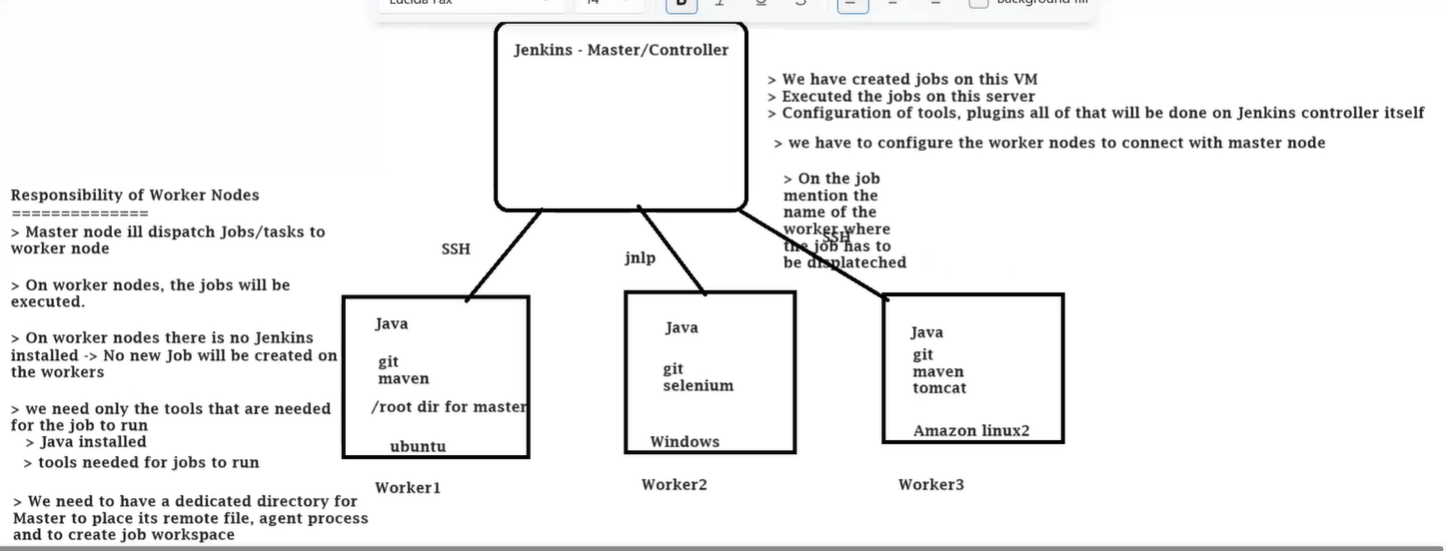 Lucida Fax
14
B
I
U
S
Background fill
Jenkins - Master/Controller
> We have created jobs on this VM
> Executed the jobs on this server
> Configuration of tools, plugins all of that will be done on Jenkins controller itself
> we have to configure the worker nodes to connect with master node
> On the job
mention the
name of the
worker where
the job has to
be displateched
Responsibility of Worker Nodes
==============
> Master node ill dispatch Jobs/tasks to
worker node
> On worker nodes, the jobs will be
executed.
> On worker nodes there is no Jenkins
installed -> No new Job will be created on
the workers
> we need only the tools that are needed
for the job to run
> Java installed
> tools needed for jobs to run
> We need to have a dedicated directory for
Master to place its remote file, agent process
and to create job workspace
SSH
jnlp
SSH
Java
git
maven
/root dir for master
ubuntu
Worker1
Java
git
selenium
Windows
Worker2
Java
git
maven
tomcat
Amazon linux2
Worker3